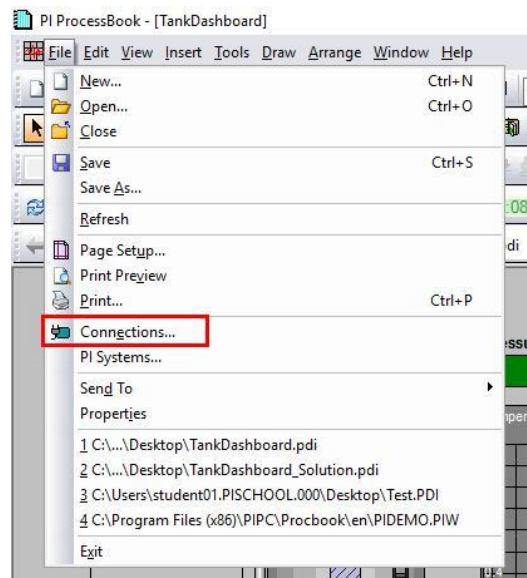 PI ProcessBook - [TankDashboard]
File Edit View Insert Tools Draw Arrange Window Help
New... Ctrl+N
Open... Ctrl+O
Close
Save Ctrl+S
Save As...
Refresh
:08
Page Setup...
di
Print Preview
Print... Ctrl+P
Connections...
PI Systems...
Send To
Properties
1 C:\...\Desktop\TankDashboard.pdi
2 C:\...\Desktop\TankDashboard_Solution.pdi
3 C:\Users\student01.PISCHOOL.000\Desktop\Test.PDI
4 C:\Program Files (x86)\PIPC\Procbook\en\PIDEMO.PIW
Exit